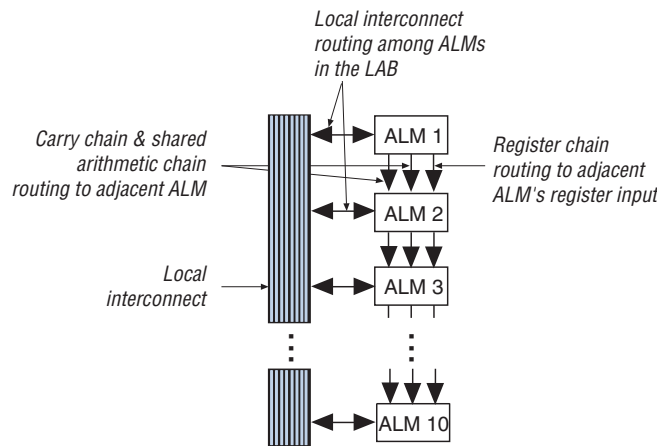 Local interconnect
routing among ALMs
in the LAB
Carry chain & shared
arithmetic chain
routing to adjacent ALM
ALM 1
Register chain
routing to adjacent
ALM's register input
ALM 2
Local
interconnect
ALM 3
ALM 10